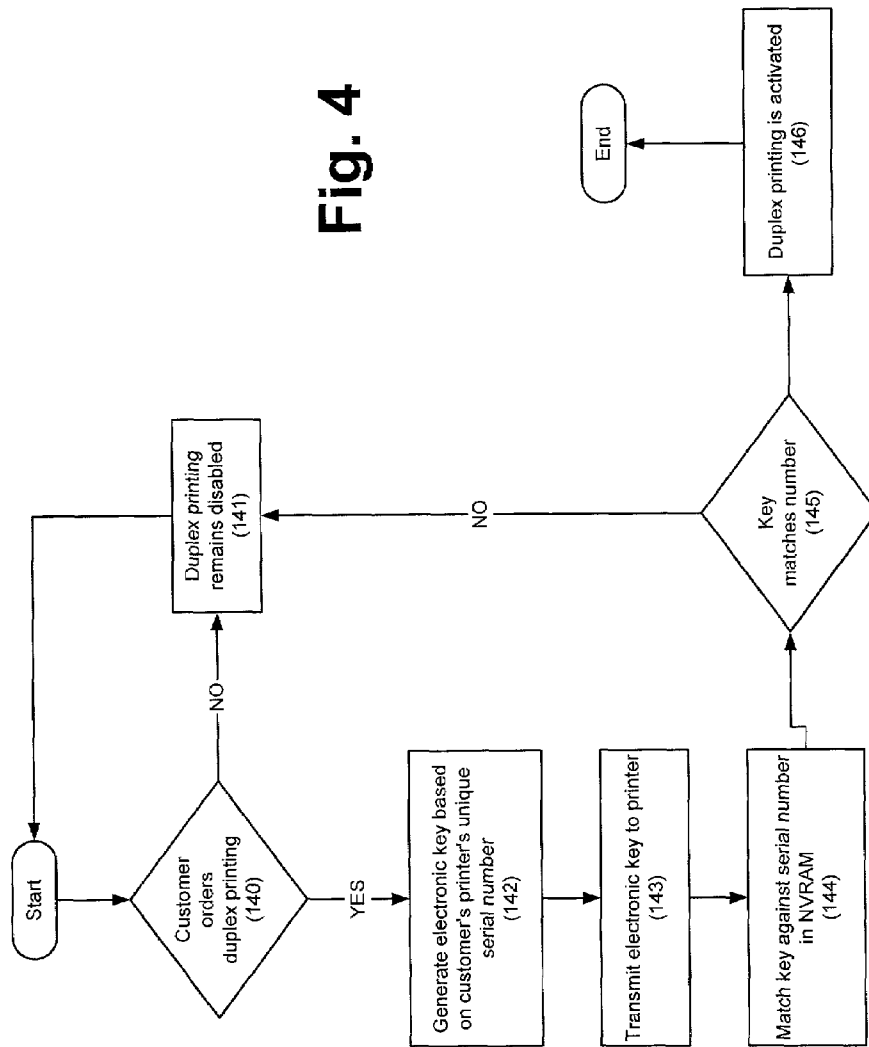 Fig. 4
Start
Customer
orders
duplex printing
(140)
NO
Duplex printing
remains disabled
(141)
YES
Generate electronic key based
on customer's printer's unique
serial number
(142)
Transmit electronic key to printer
(143)
Match key against serial number
in NVRAM
(144)
Key
matches number
(145)
NO
Duplex printing is activated
(146)
End